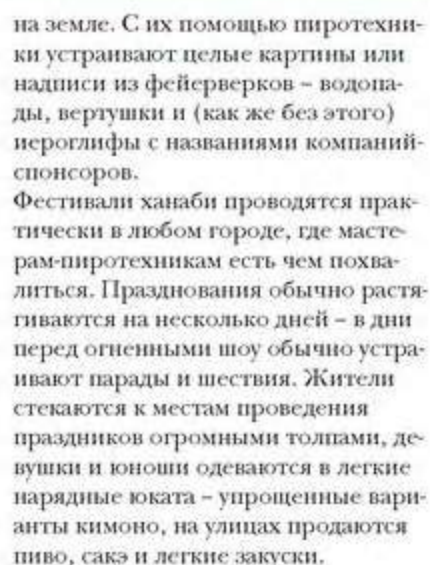 на земле. С их помощью пиротехни-
ки устраивают целые картины или
надписи из фейерверков – водопа-
ды, вертушки и (как же без этого)
иероглифы с названиями компаний-
спонсоров.
Фестивали ханаби проводятся прак-
тически в любом городе, где масте-
рам-пиротехникам есть чем похва-
литься. Празднования обычно растя-
гиваются на несколько дней – в дни
перед огненными шоу обычно устра-
ивают парады и шествия. Жители
стекаются к местам проведения
праздников огромными толпами, де-
вушки и юноши одеваются в легкие
нарядные юката – упрощенные вари-
анты кимоно, на улицах продаются
пиво, сакэ и легкие закуски.